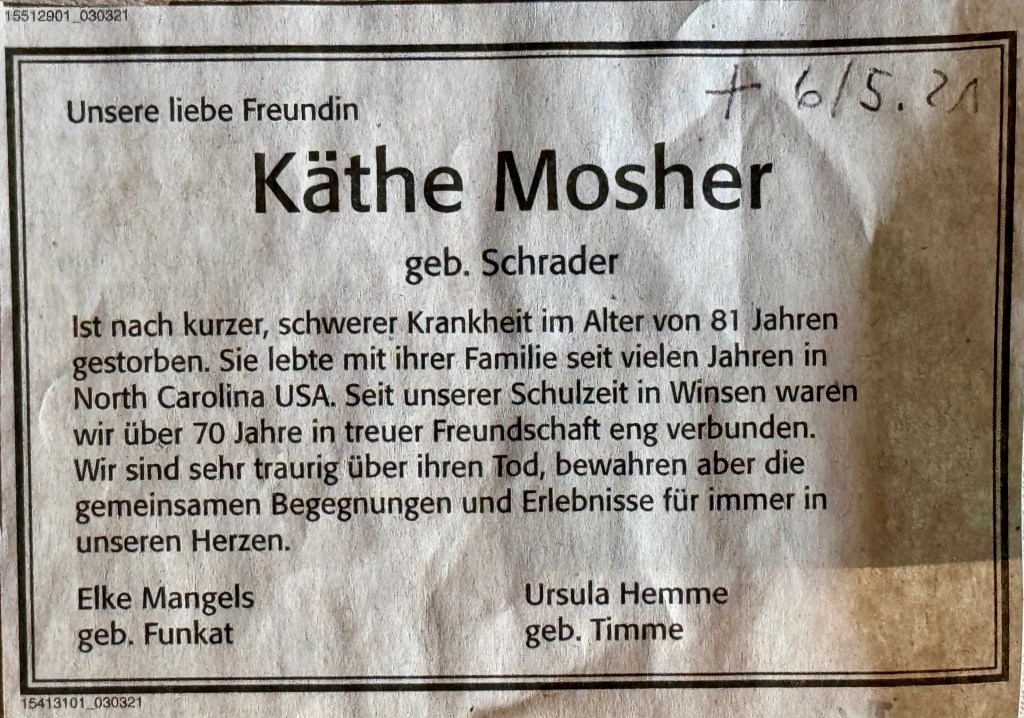 15512901_030321
+ 6/5.21
Unsere liebe Freundin
Käthe Mosher
geb. Schrader
Ist nach kurzer, schwerer Krankheit im Alter von 81 Jahren
gestorben. Sie lebte mit ihrer Familie seit vielen Jahren in
North Carolina USA. Seit unserer Schulzeit in Winsen waren
wir über 70 Jahre in treuer Freundschaft eng verbunden.
Wir sind sehr traurig über ihren Tod, bewahren aber die
gemeinsamen Begegnungen und Erlebnisse für immer in
unseren Herzen.
Elke Mangels
geb. Funkat
Ursula Hemme
geb. Timme
15413101_030321